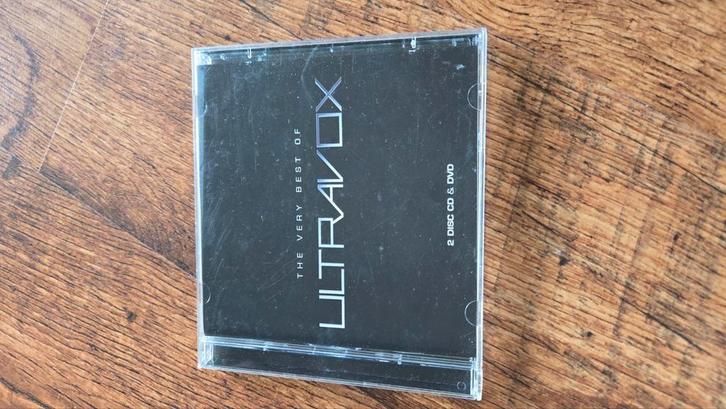 THE VERY BEST OF
ULTRAVOX
2 DISC CD & DVD